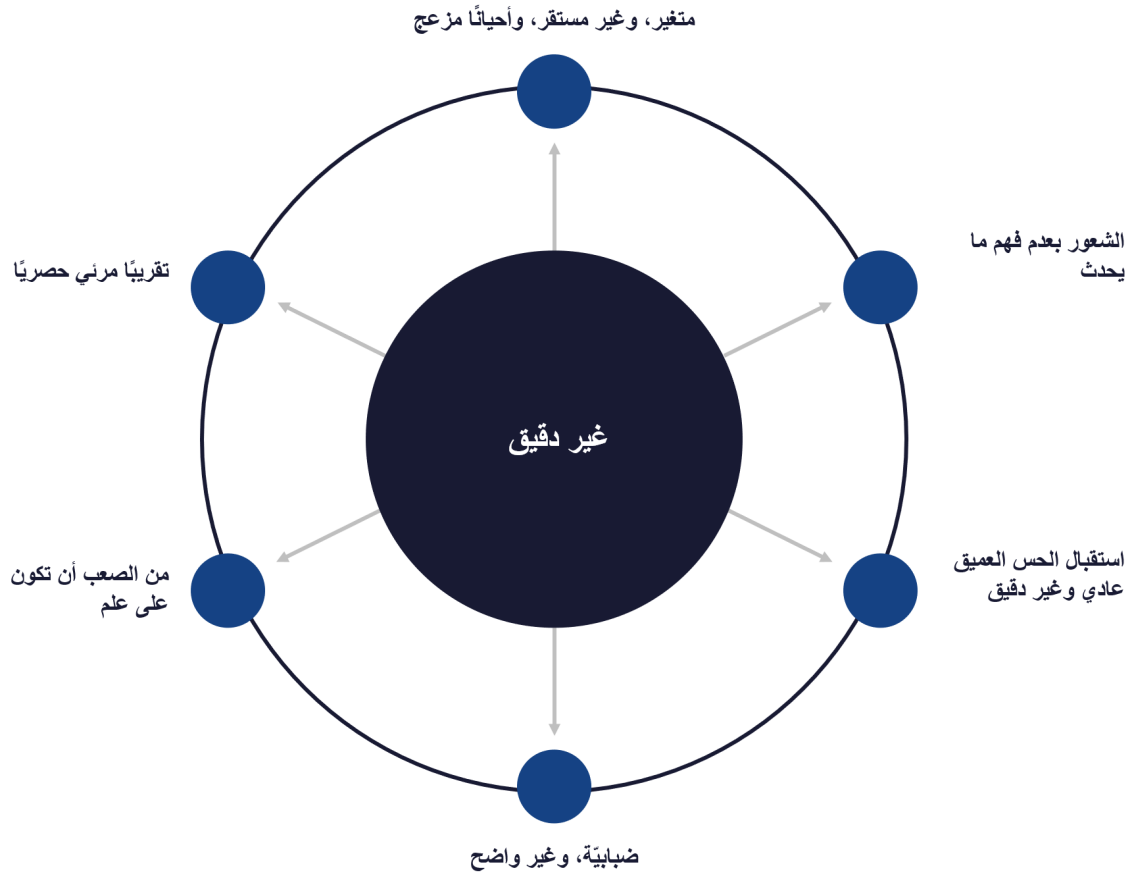 متغير، وغير مستقر، وأحيانًا مزعج
الشعور بعدم فهم ما
يحدث
تقريبًا مرئي حصريًا
غير دقيق
استقبال الحس العميق
عادي وغير دقيق
من الصعب أن تكون
على علم
ضبابيّة، وغير واضح